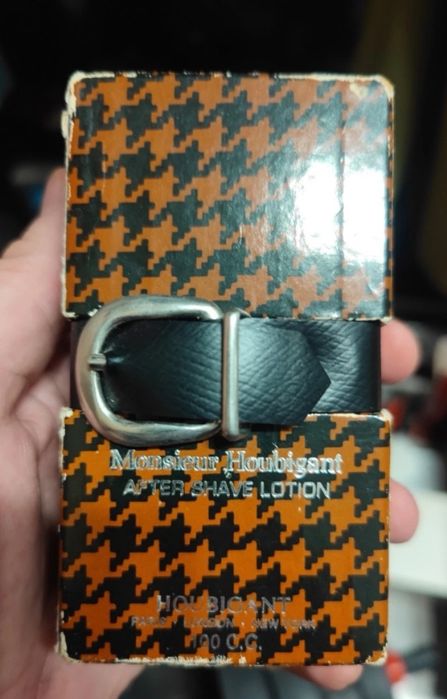 Monsieur Houbigant
AFTER SHAVE LOTION
HOUBIGANT
PARIS - LONDON - NEW YORK
100 C.C.